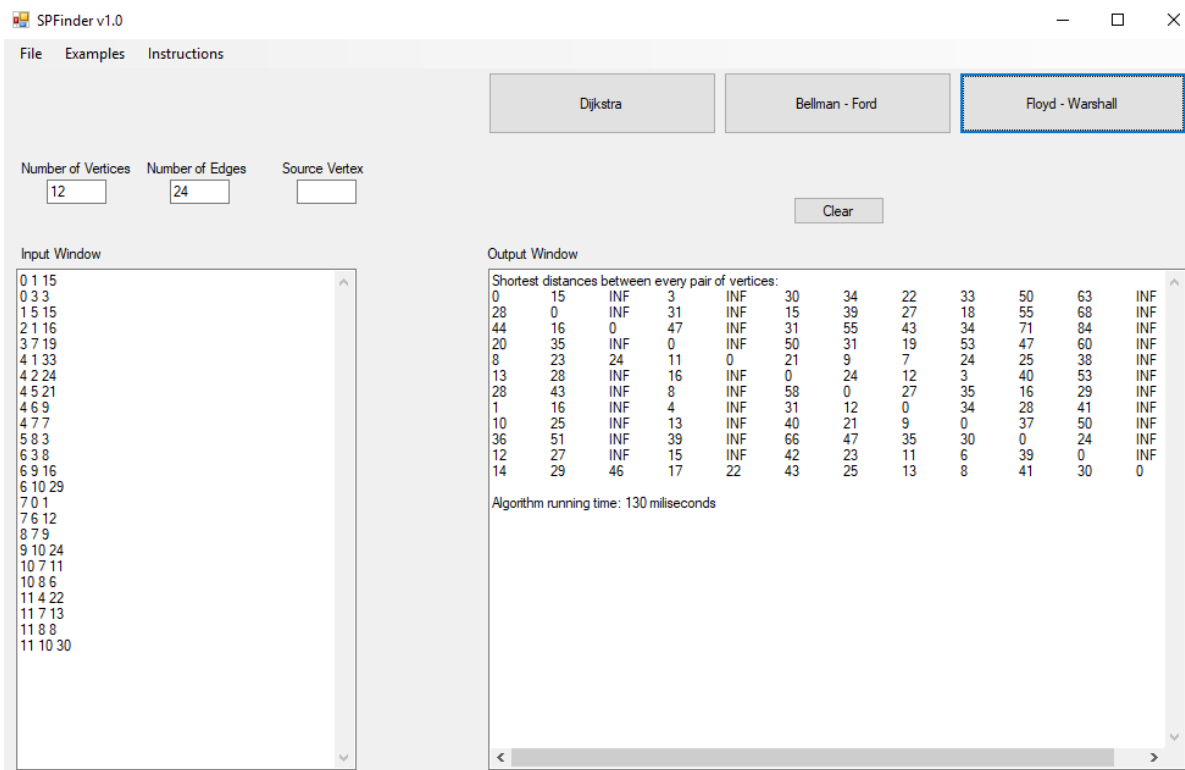 SPFinder v1.0
File Examples Instructions
Dijkstra Bellman - Ford Floyd - Warshall
Number of Vertices Number of Edges Source Vertex
12 24
Clear
Input Window
0 1 15
0 3 3
1 5 15
2 1 16
3 7 19
4 1 33
4 2 24
4 5 21
4 6 9
4 7 7
5 8 3
6 3 8
6 9 16
6 10 29
7 0 1
7 6 12
8 7 9
9 10 24
10 7 11
10 8 6
11 4 22
11 7 13
11 8 8
11 10 30
Output Window
Shortest distances between every pair of vertices:
0 15 INF 3 INF 30 34 22 33 50 63 INF
28 0 INF 31 INF 15 39 27 18 55 68 INF
44 16 0 47 INF 31 55 43 34 71 84 INF
20 35 INF 0 INF 50 31 19 53 47 60 INF
8 23 24 11 0 21 9 7 24 25 38 INF
13 28 INF 16 INF 0 24 12 3 40 53 INF
28 43 INF 8 INF 58 0 27 35 16 29 INF
1 16 INF 4 INF 31 12 0 34 28 41 INF
10 25 INF 13 INF 40 21 9 0 37 50 INF
36 51 INF 39 INF 66 47 35 30 0 24 INF
12 27 INF 15 INF 42 23 11 6 39 0 INF
14 29 46 17 22 43 25 13 8 41 30 0
Algorithm running time: 130 miliseconds